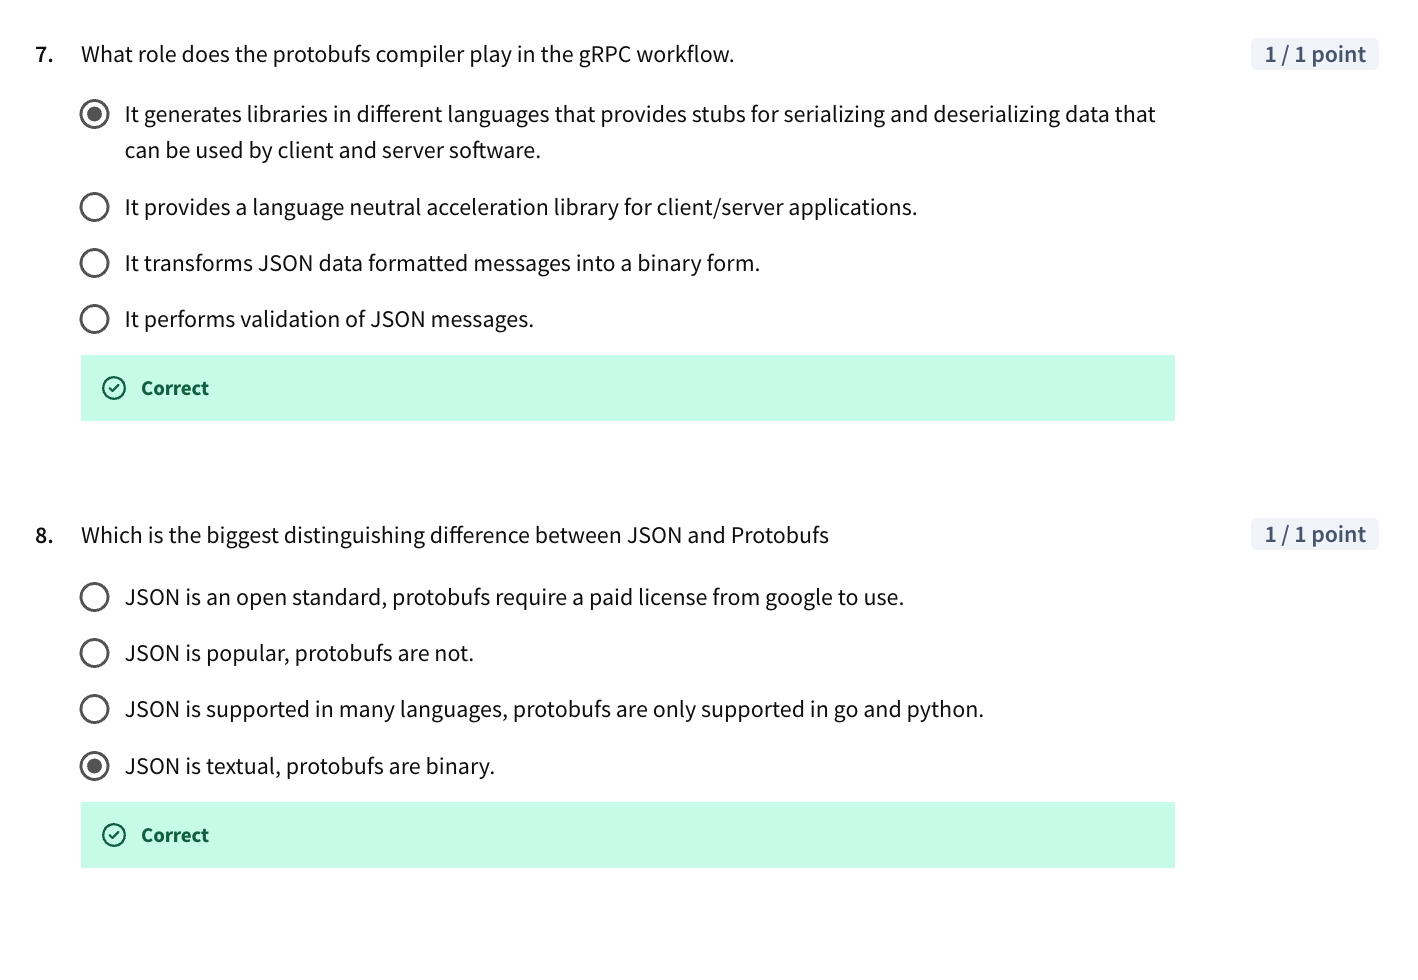 7. What role does the protobufs compiler play in the gRPC workflow. 1 / 1 point
It generates libraries in different languages that provides stubs for serializing and deserializing data that
can be used by client and server software.
It provides a language neutral acceleration library for client/server applications.
It transforms JSON data formatted messages into a binary form.
It performs validation of JSON messages.
Correct
8. Which is the biggest distinguishing difference between JSON and Protobufs 1 / 1 point
JSON is an open standard, protobufs require a paid license from google to use.
JSON is popular, protobufs are not.
JSON is supported in many languages, protobufs are only supported in go and python.
JSON is textual, protobufs are binary.
Correct